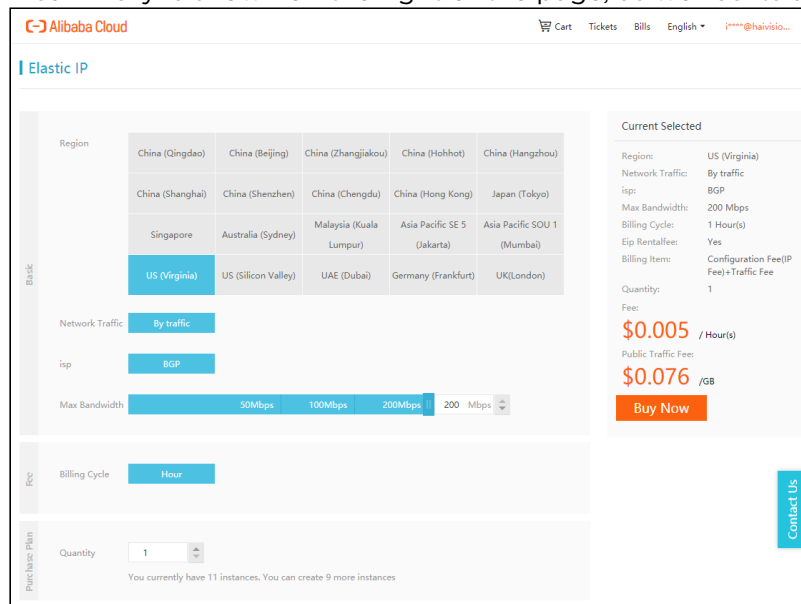 Alibaba Cloud
Cart Tickets Bills English i****@haivisio...
Elastic IP
Basic
Region
China (Qingdao) China (Beijing) China (Zhangjiakou) China (Hohhot) China (Hangzhou)
China (Shanghai) China (Shenzhen) China (Chengdu) China (Hong Kong) Japan (Tokyo)
Singapore Australia (Sydney) Malaysia (Kuala Lumpur) Asia Pacific SE 5 (Jakarta) Asia Pacific SOU 1 (Mumbai)
US (Virginia) US (Silicon Valley) UAE (Dubai) Germany (Frankfurt) UK(London)
Network Traffic By traffic
isp BGP
Max Bandwidth 50Mbps 100Mbps 200Mbps 200 Mbps
Fee
Billing Cycle Hour
Purchase Plan
Quantity 1
You currently have 11 instances. You can create 9 more instances
Current Selected
Region: US (Virginia)
Network Traffic: By traffic
isp: BGP
Max Bandwidth: 200 Mbps
Billing Cycle: 1 Hour(s)
Eip Rentalfee: Yes
Billing Item: Configuration Fee(IP
Fee)+Traffic Fee
Quantity: 1
Fee:
$0.005 / Hour(s)
Public Traffic Fee:
$0.076 /GB
Buy Now
Contact Us